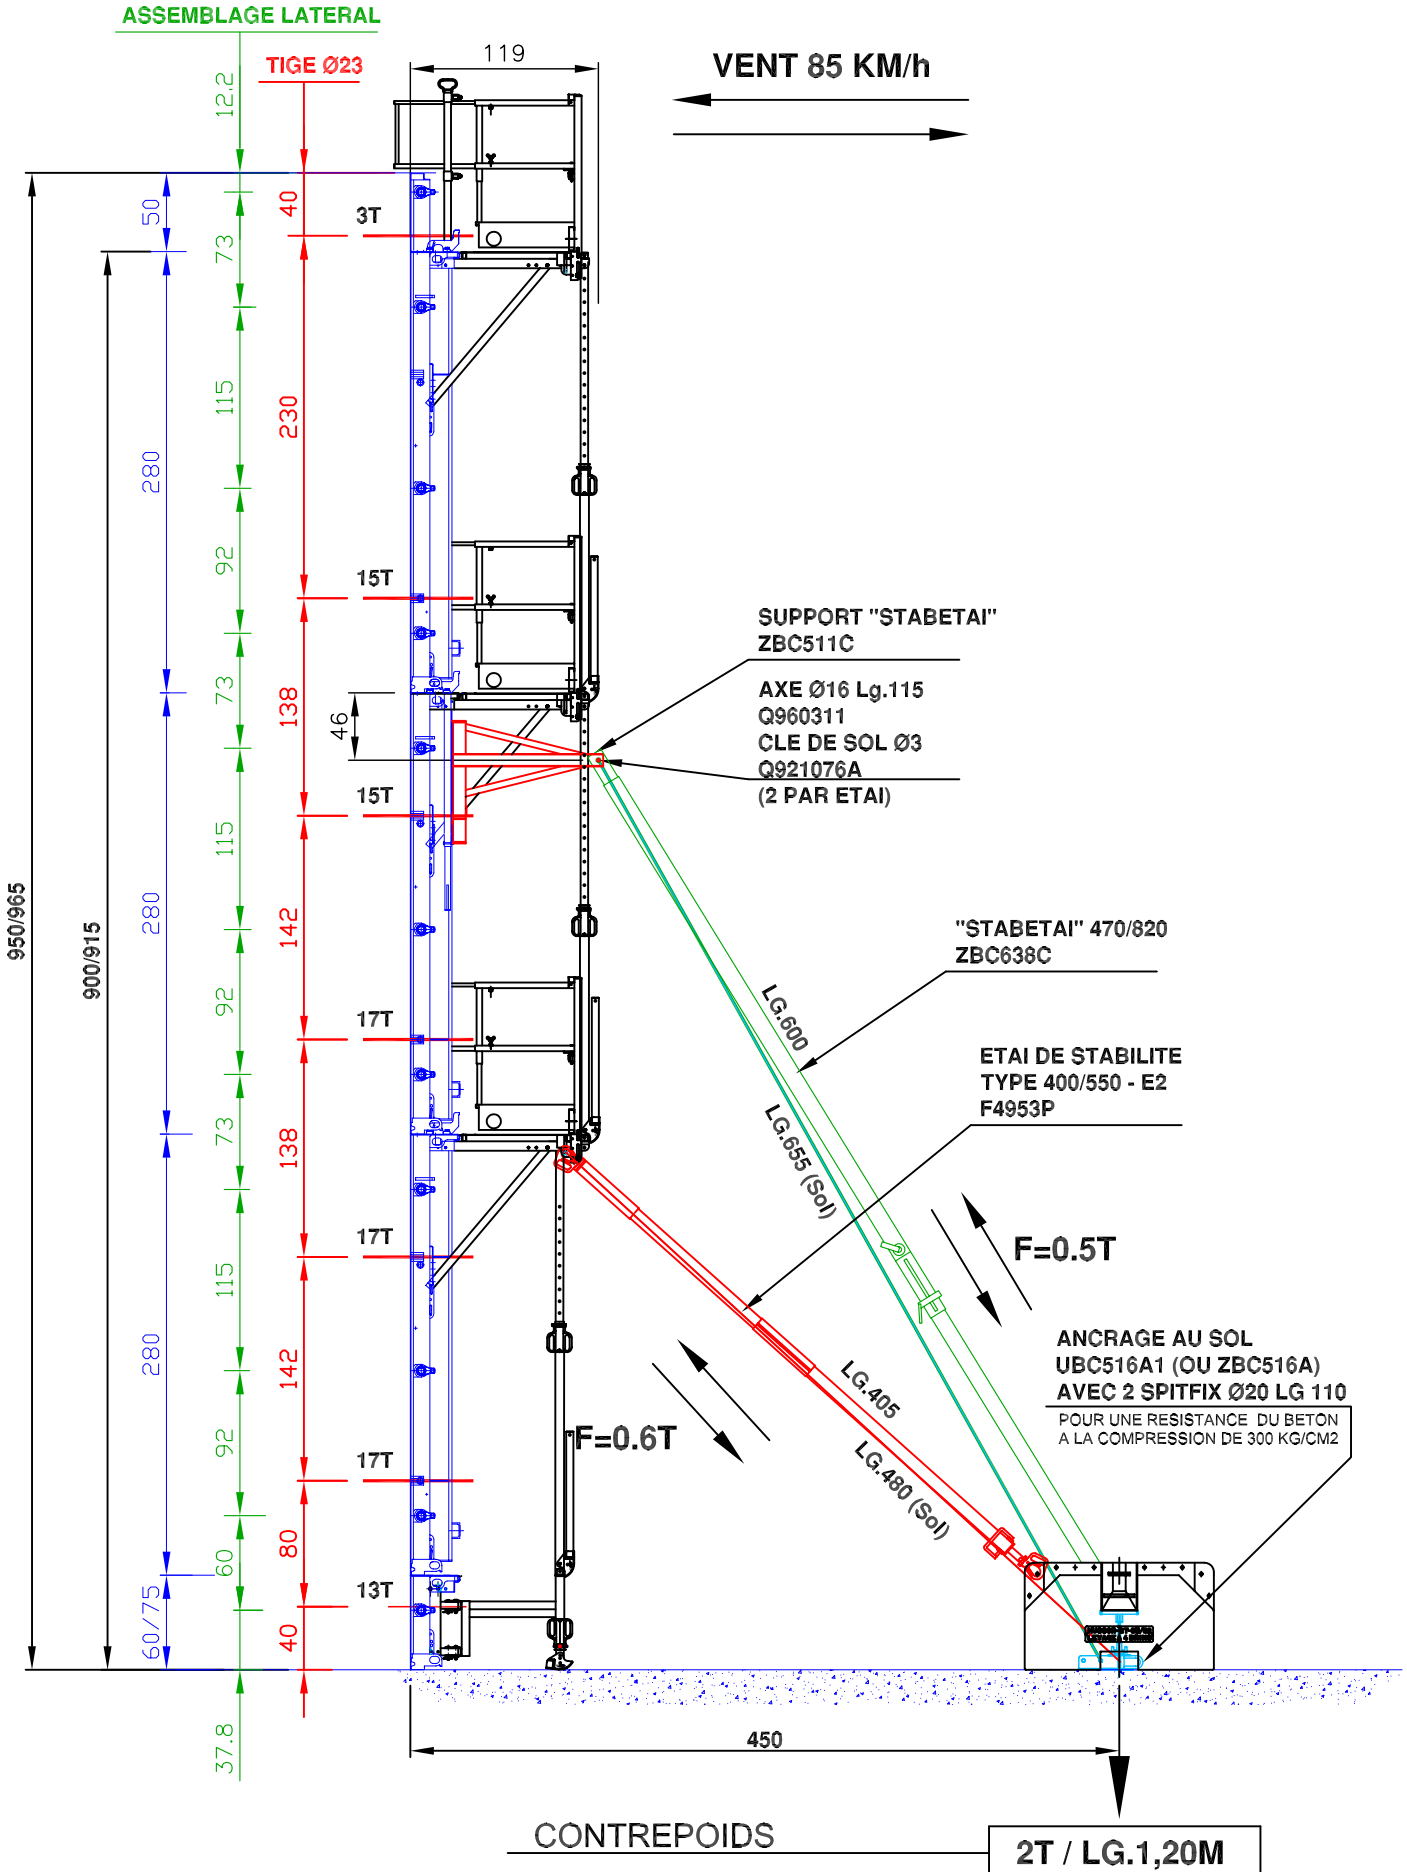 ASSEMBLAGE LATERAL
TIGE Ø23
119
VENT 85 KM/h
12.2
50
40
3T
73
115
230
280
92
15T
73
138
46
15T
115
142
280
950/965
900/915
92
17T
73
138
17T
115
142
280
92
17T
60
80
13T
60/75
40
37.8
SUPPORT "STABETAI"
ZBC511C
AXE Ø16 Lg.115
Q960311
CLE DE SOL Ø3
Q921076A
(2 PAR ETAI)
"STABETAI" 470/820
ZBC638C
LG.600
LG.655 (Sol)
ETAI DE STABILITE
TYPE 400/550 - E2
F4953P
F=0.5T
ANCRAGE AU SOL
UBC516A1 (OU ZBC516A)
AVEC 2 SPITFIX Ø20 LG 110
POUR UNE RESISTANCE DU BETON
A LA COMPRESSION DE 300 KG/CM2
LG.405
F=0.6T
LG.480 (Sol)
450
CONTREPOIDS
2T / LG.1,20M